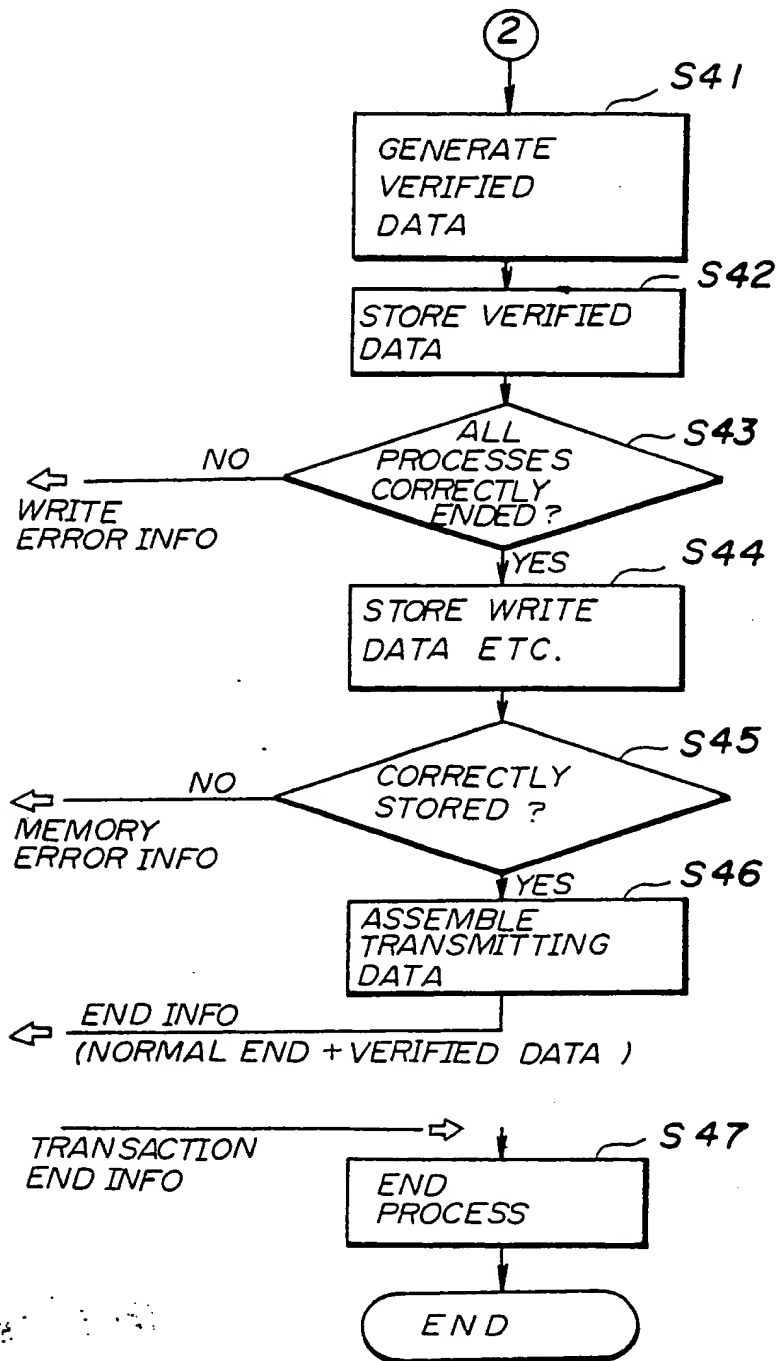 2
S41
GENERATE
VERIFIED
DATA
S42
STORE VERIFIED
DATA
S43
ALL
PROCESSES
CORRECTLY
ENDED ?
NO
WRITE
ERROR INFO
YES
S44
STORE WRITE
DATA ETC.
S45
CORRECTLY
STORED ?
NO
MEMORY
ERROR INFO
YES
S46
ASSEMBLE
TRANSMITTING
DATA
END INFO
(NORMAL END + VERIFIED DATA )
TRANSACTION
END INFO
S47
END
PROCESS
END